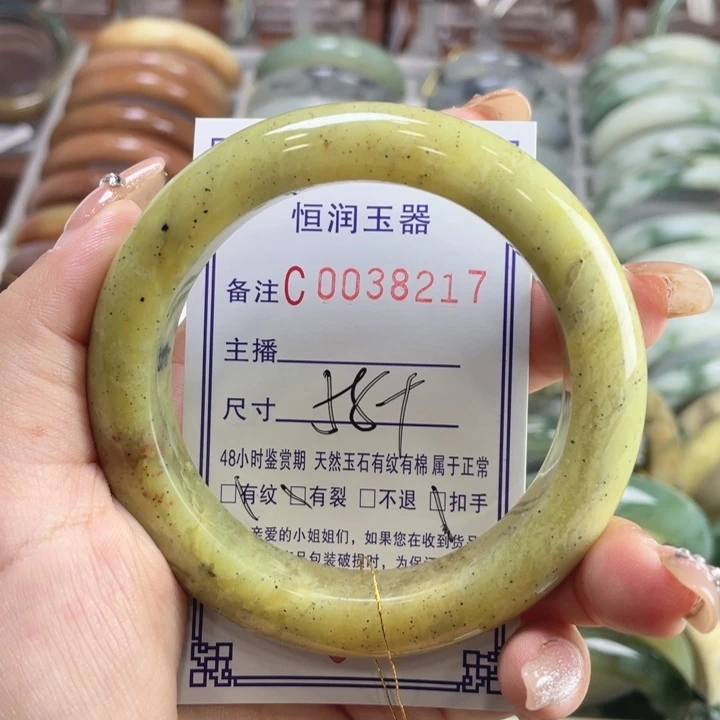 恒润玉器
备注C0038217
主播
尺寸
48小时鉴赏期 天然玉石有纹有棉 属于正常
□有纹 □有裂 □不退 □扣手
亲爱的小姐姐们，如果您在收到货品
品包装破损时，为保